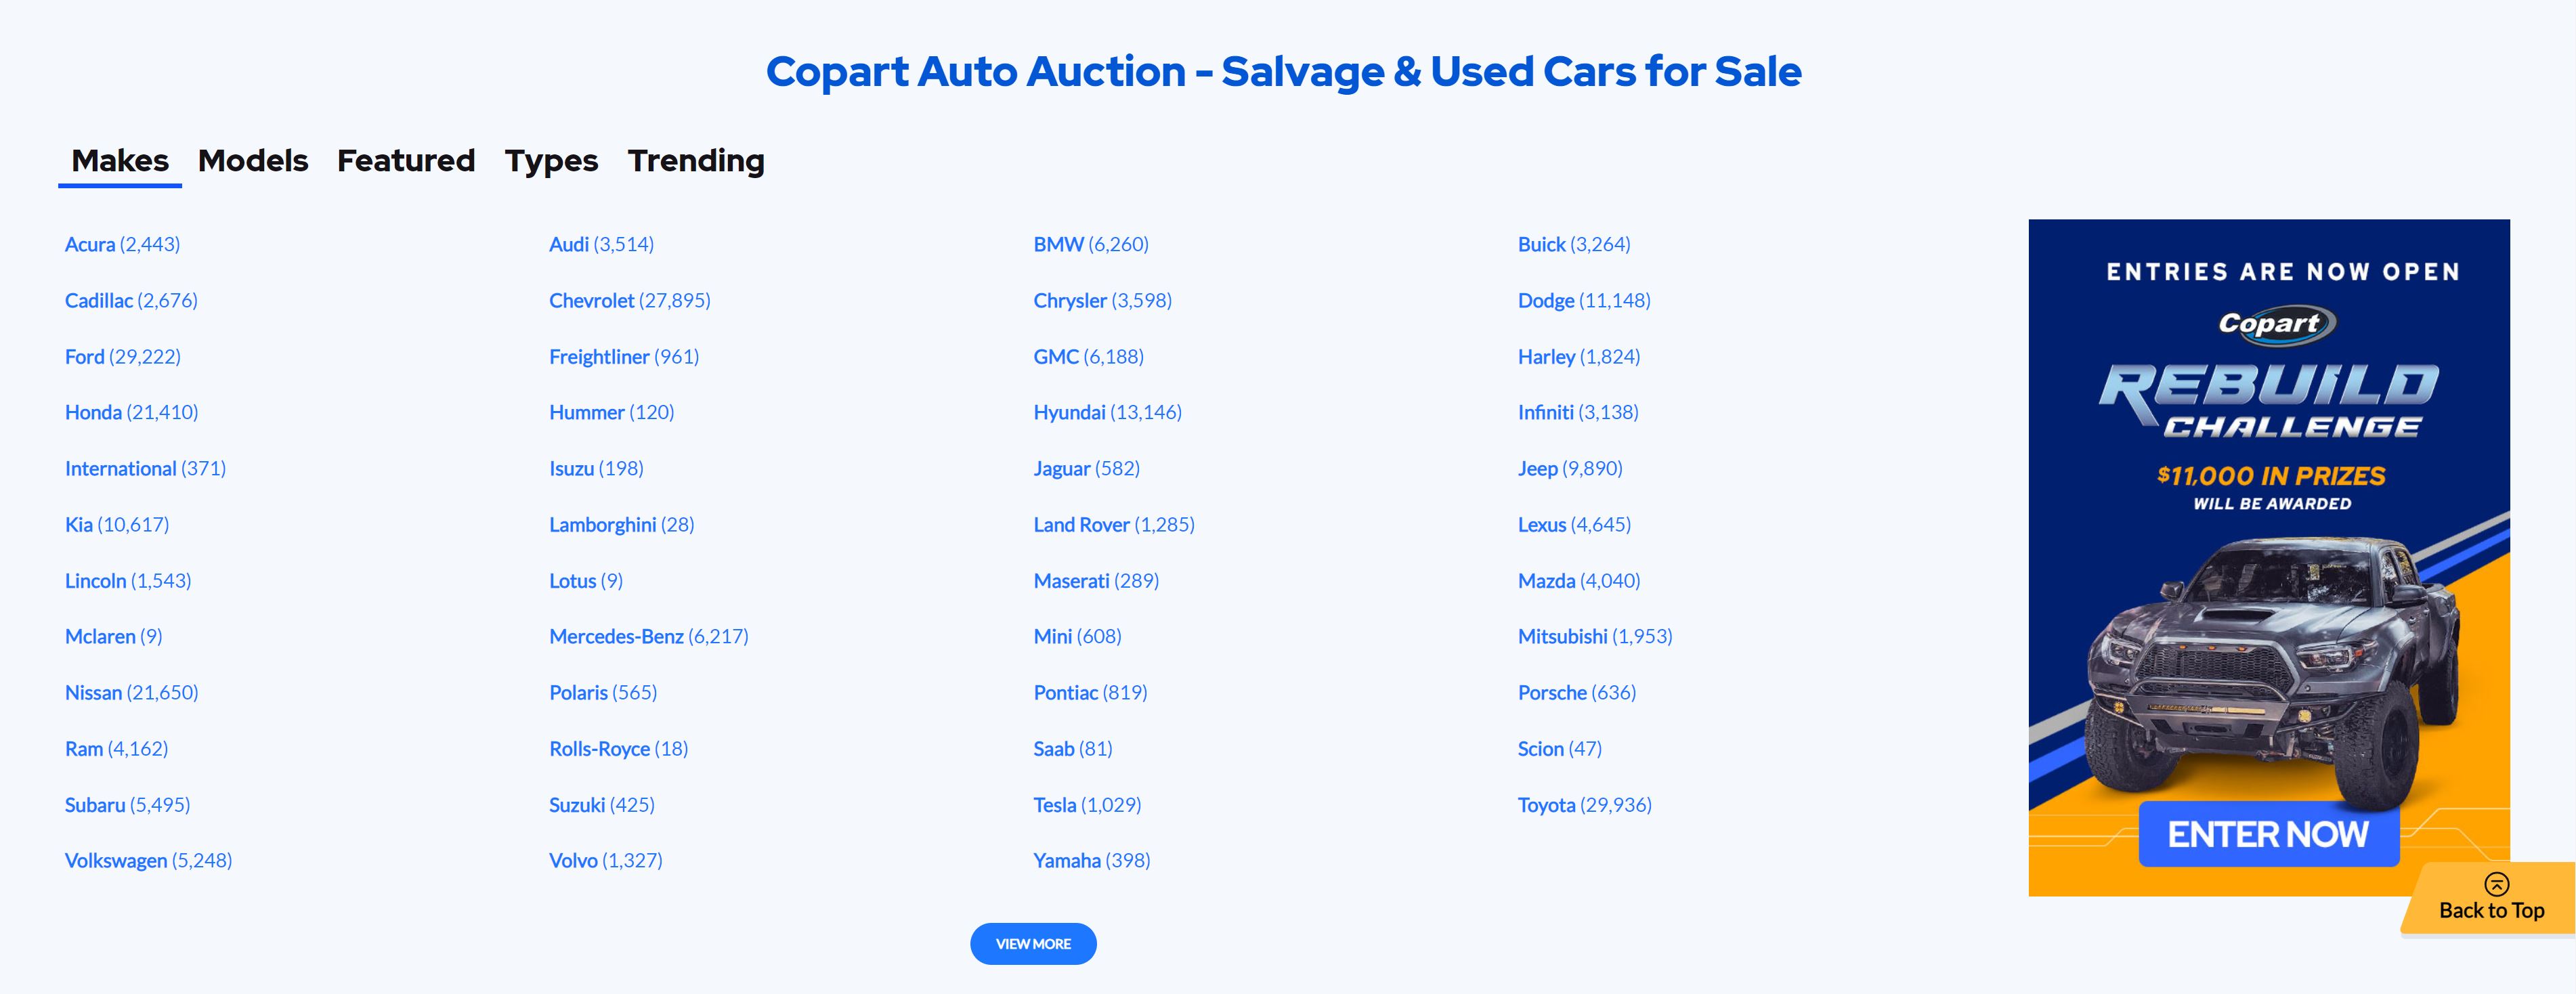 Copart Auto Auction - Salvage & Used Cars for Sale
Makes Models Featured Types Trending
Acura (2,443) Audi (3,514) BMW (6,260) Buick (3,264)
Cadillac (2,676) Chevrolet (27,895) Chrysler (3,598) Dodge (11,148)
Ford (29,222) Freightliner (961) GMC (6,188) Harley (1,824)
Honda (21,410) Hummer (120) Hyundai (13,146) Infiniti (3,138)
International (371) Isuzu (198) Jaguar (582) Jeep (9,890)
Kia (10,617) Lamborghini (28) Land Rover (1,285) Lexus (4,645)
Lincoln (1,543) Lotus (9) Maserati (289) Mazda (4,040)
Mclaren (9) Mercedes-Benz (6,217) Mini (608) Mitsubishi (1,953)
Nissan (21,650) Polaris (565) Pontiac (819) Porsche (636)
Ram (4,162) Rolls-Royce (18) Saab (81) Scion (47)
Subaru (5,495) Suzuki (425) Tesla (1,029) Toyota (29,936)
Volkswagen (5,248) Volvo (1,327) Yamaha (398)
VIEW MORE
ENTRIES ARE NOW OPEN
Copart
REBUILD
CHALLENGE
$11,000 IN PRIZES
WILL BE AWARDED
ENTER NOW
Back to Top